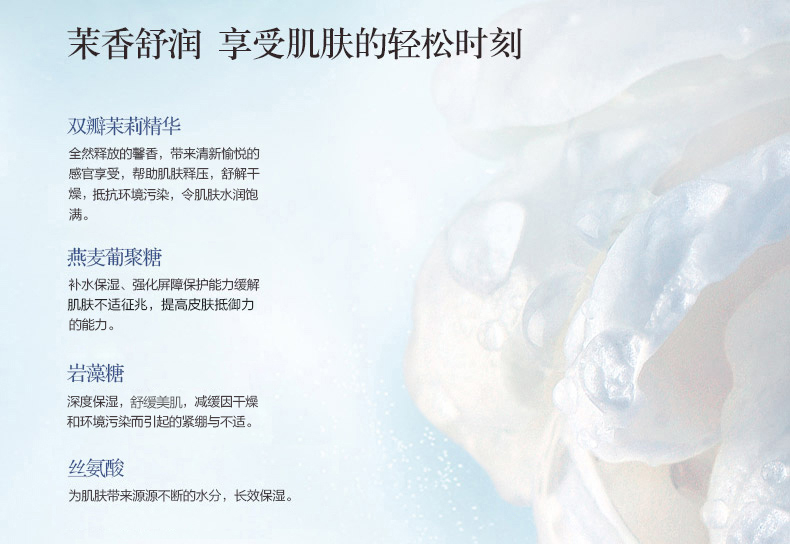 茉香舒润 享受肌肤的轻松时刻
双瓣茉莉精华
全然释放的馨香，带来清新愉悦的
感官享受，帮助肌肤释压，舒解干
燥，抵抗环境污染，令肌肤水润饱
满。
燕麦葡聚糖
补水保湿、强化屏障保护能力缓解
肌肤不适征兆，提高皮肤抵御力
的能力。
岩藻糖
深度保湿，舒缓美肌，减缓因干燥
和环境污染而引起的紧绷与不适。
丝氨酸
为肌肤带来源源不断的水分，长效保湿。